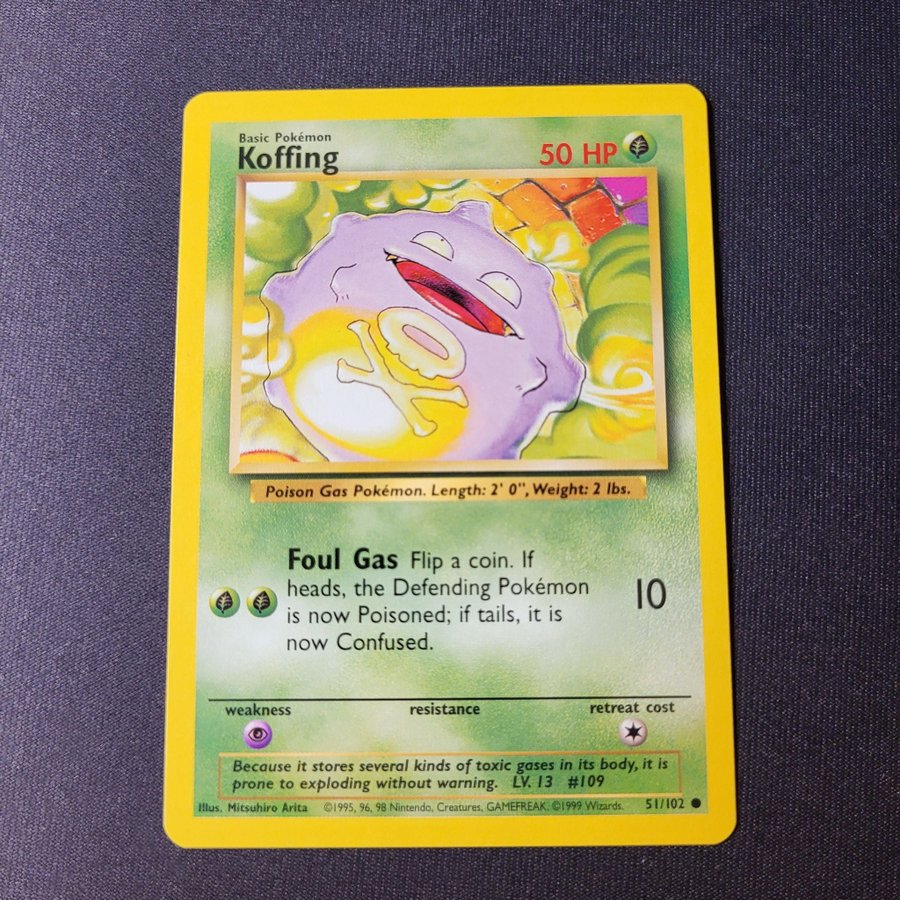 Basic Pokémon
Koffing
50 HP
Poison Gas Pokémon. Length: 2' 0", Weight: 2 lbs.
Foul Gas Flip a coin. If
heads, the Defending Pokémon
is now Poisoned; if tails, it is
now Confused.
10
weakness resistance retreat cost
Because it stores several kinds of toxic gases in its body, it is
prone to exploding without warning. LV. 13 #109
Illus. Mitsuhiro Arita ©1995, 96, 98 Nintendo, Creatures, GAMEFREAK. ©1999 Wizards. 51/102